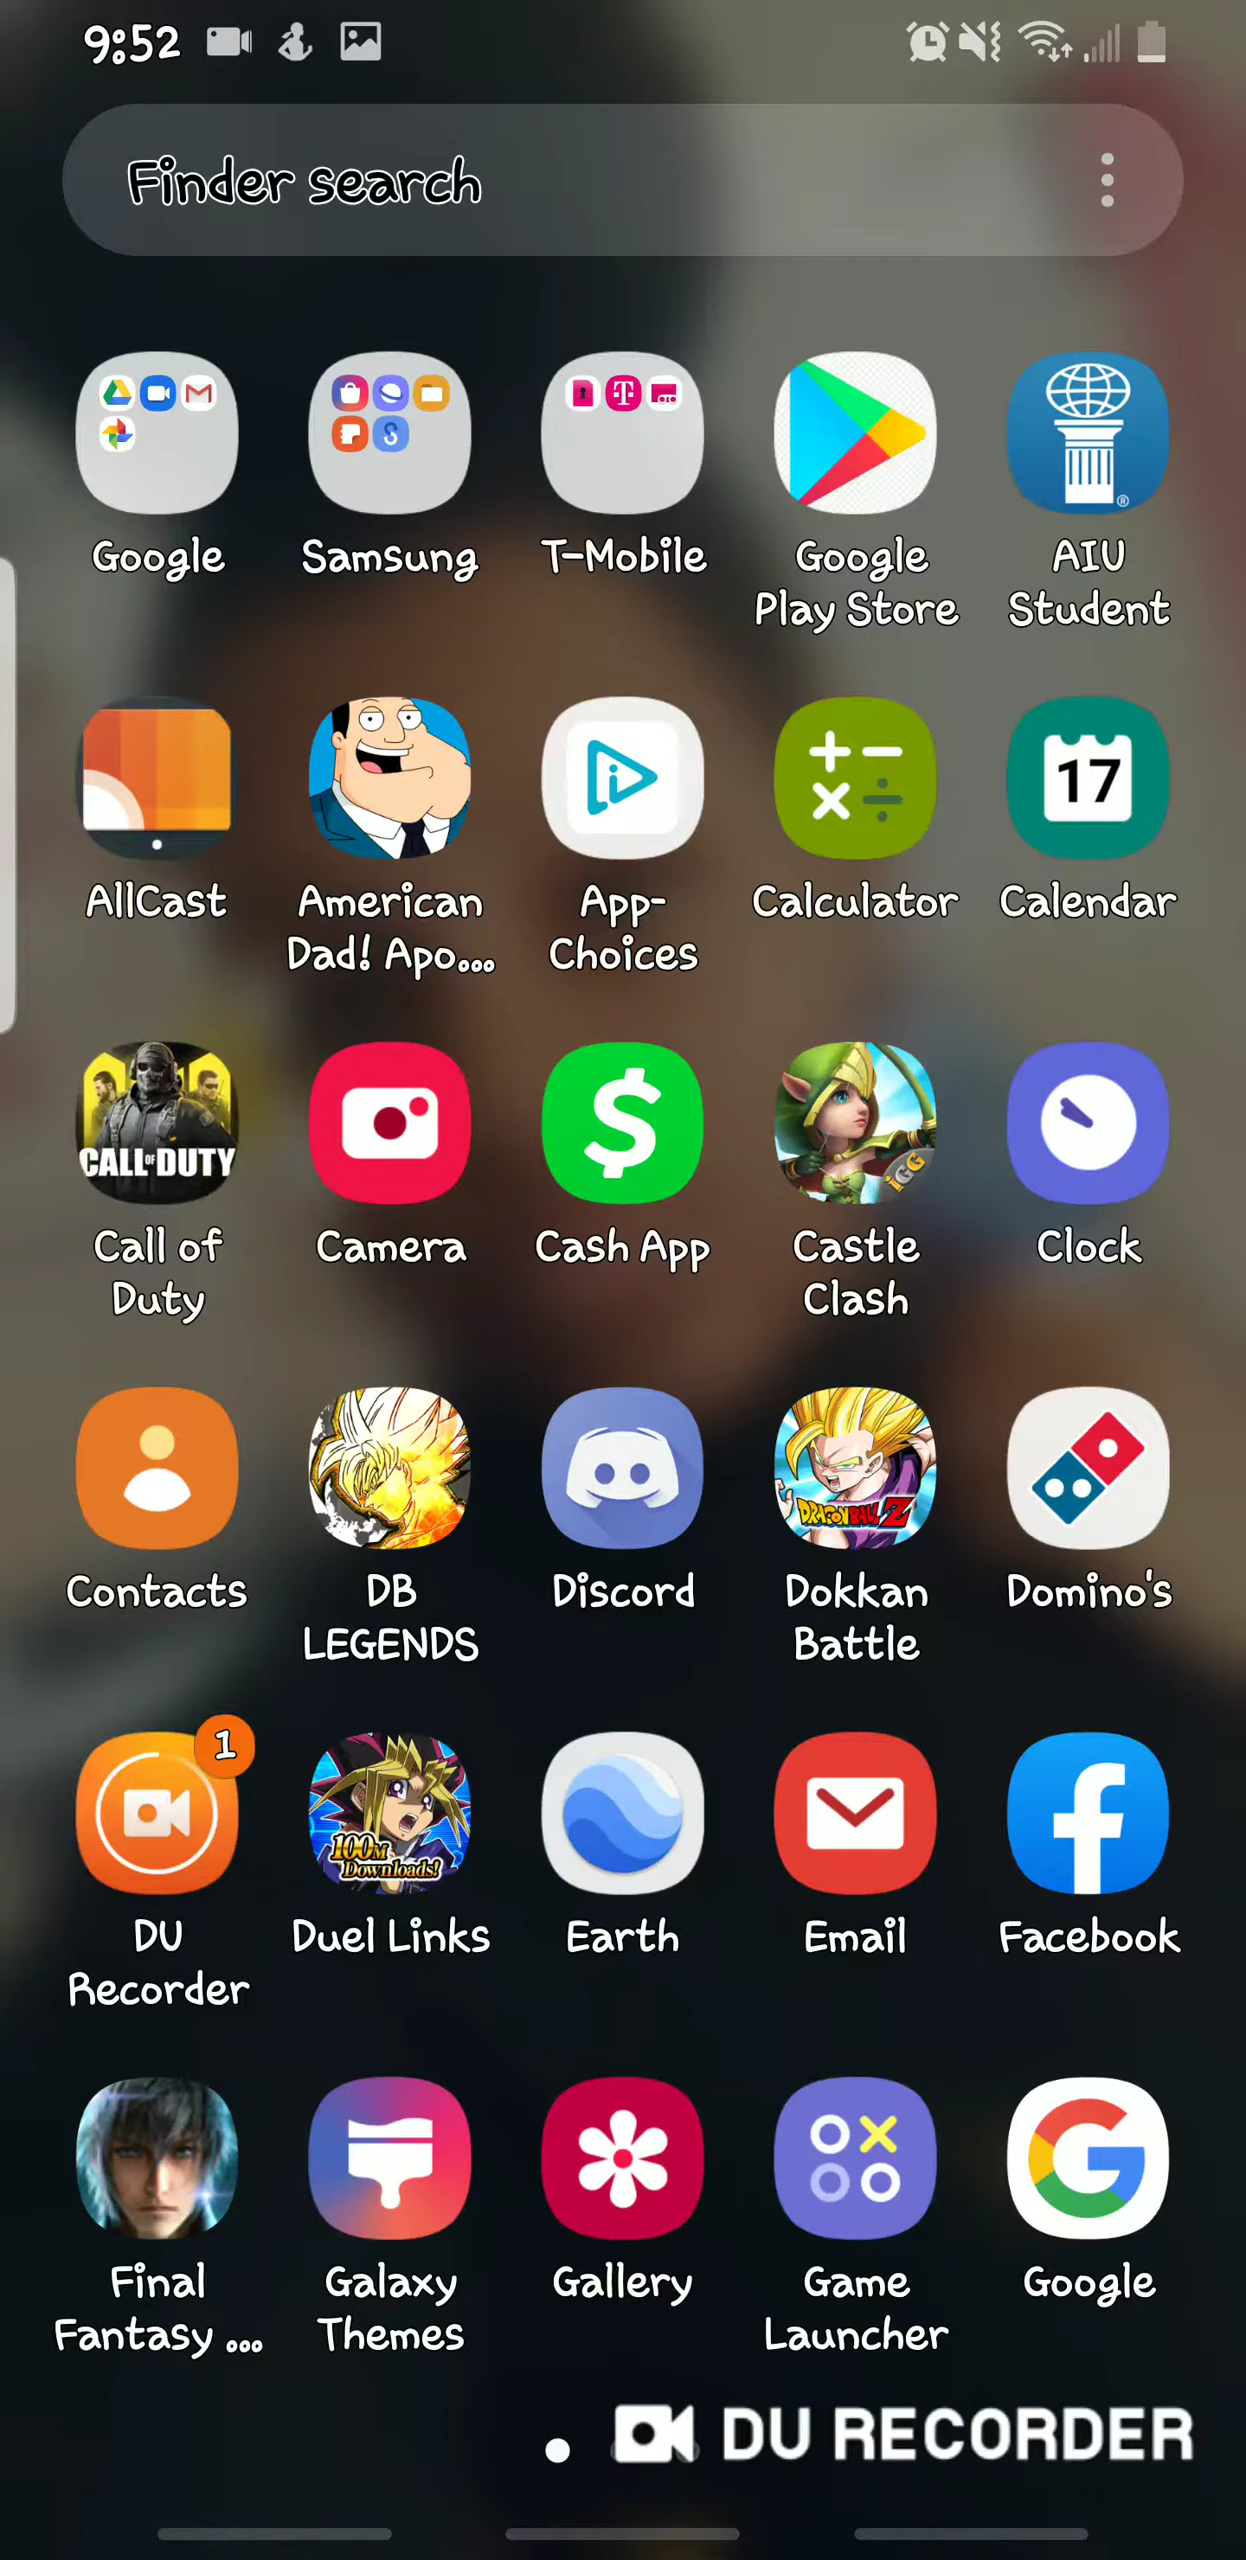 9:52
Finder search
Google
Samsung
T-Mobile
Google
Play Store
AIU
Student
AllCast
American
Dad! Apo...
App-
Choices
17
Calculator
Calendar
CALL OF DUTY
IGG
Call of
Duty
Camera
Cash App
Castle
Clash
Clock
DRAGONBALL Z
Contacts
DB
LEGENDS
Discord
Dokkan
Battle
Domino's
1
100M
Downloads!
DU
Recorder
Duel Links
Earth
Email
Facebook
Final
Fantasy ...
Galaxy
Themes
Gallery
Game
Launcher
Google
DU RECORDER